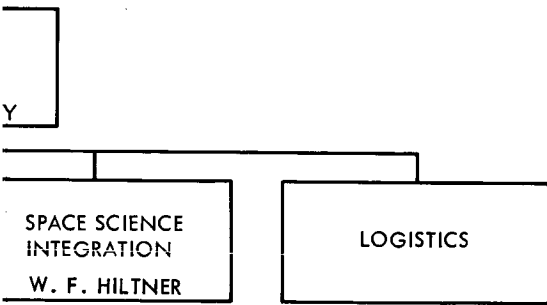 Y
SPACE SCIENCE
INTEGRATION
W. F. HILTNER
LOGISTICS